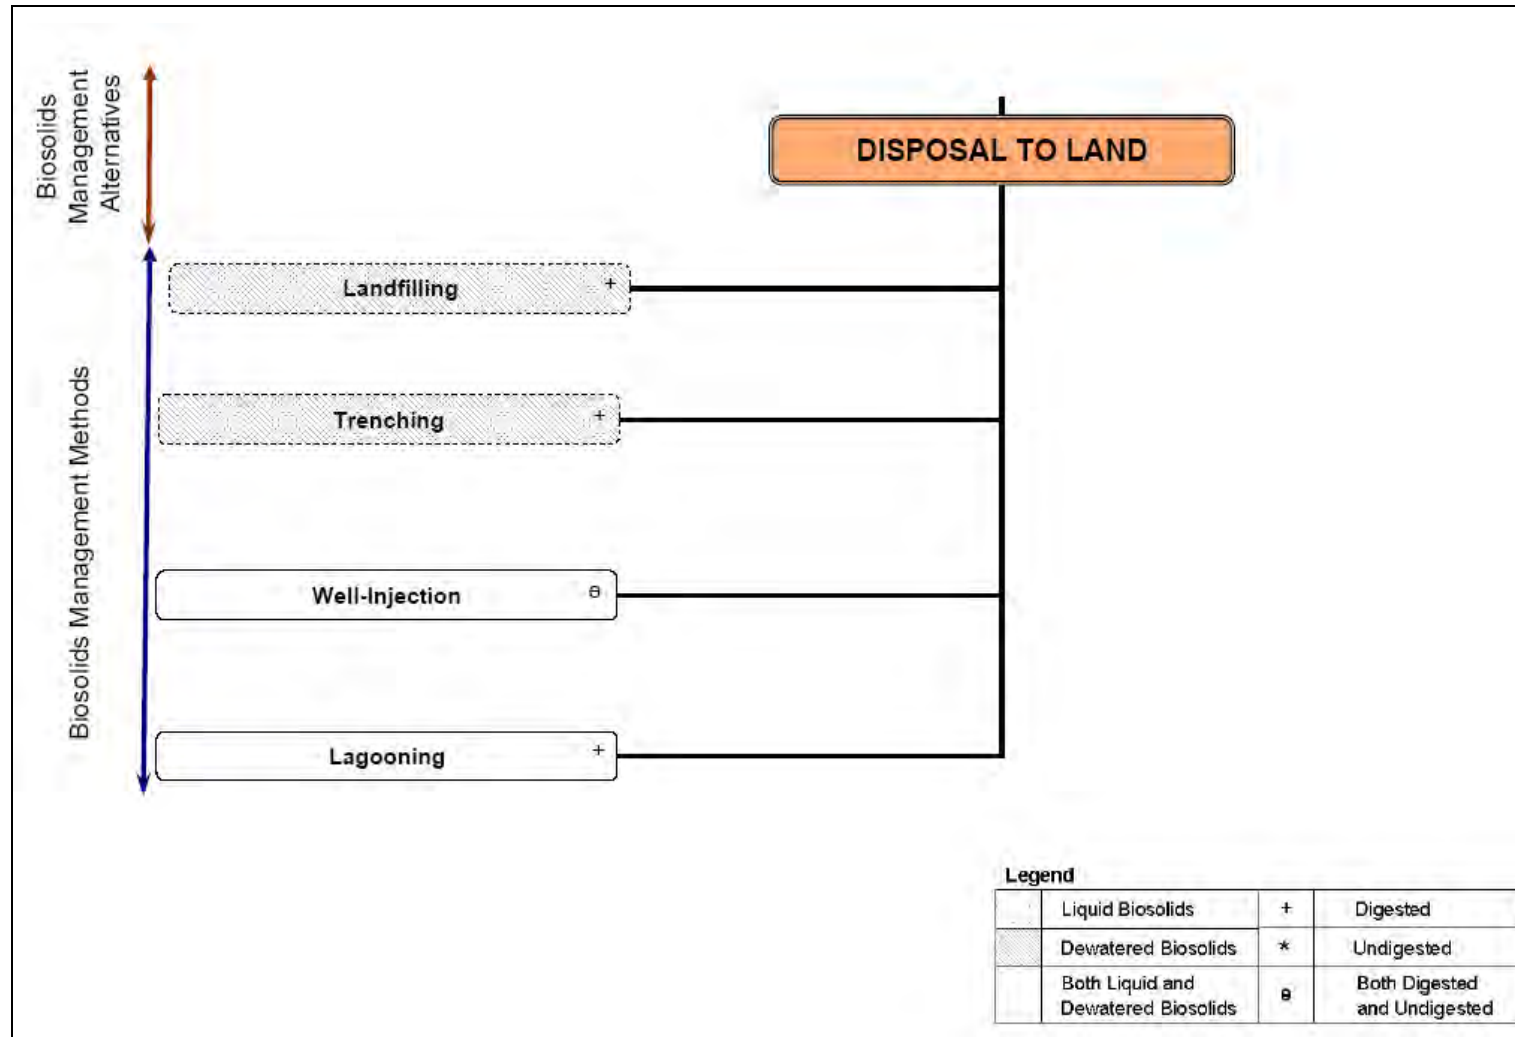 Biosolids
Management
Alternatives
DISPOSAL TO LAND
Biosolids Management Methods
Landfilling +
Trenching +
Well-Injection ө
Lagooning +
Legend
Liquid Biosolids + Digested
Dewatered Biosolids * Undigested
Both Liquid and
Dewatered Biosolids
ө
Both Digested
and Undigested